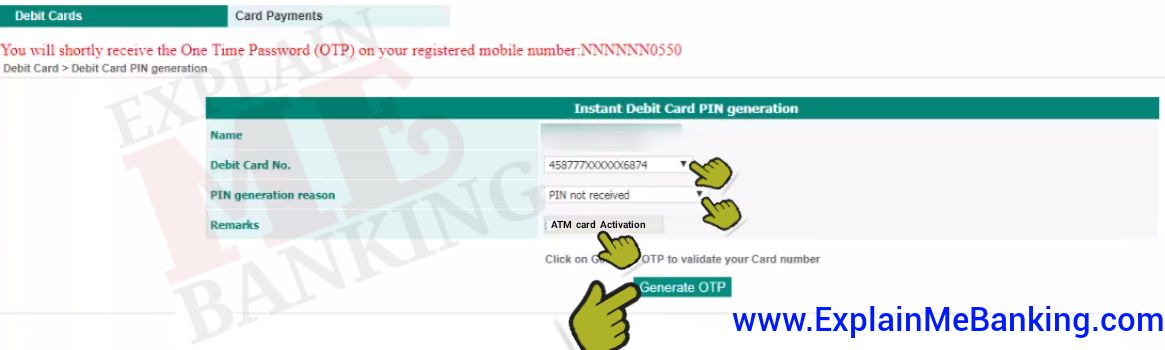 Debit Cards Card Payments
You will shortly receive the One Time Password (OTP) on your registered mobile number:NNNNNN0550
Debit Card > Debit Card PIN generation
EXPLAIN
ME
BANKING
Instant Debit Card PIN generation
Name
Debit Card No. 458777XXXXXX6874
PIN generation reason PIN not received
Remarks ATM card Activation
Click on OTP to validate your Card number
Generate OTP
www.ExplainMeBanking.com